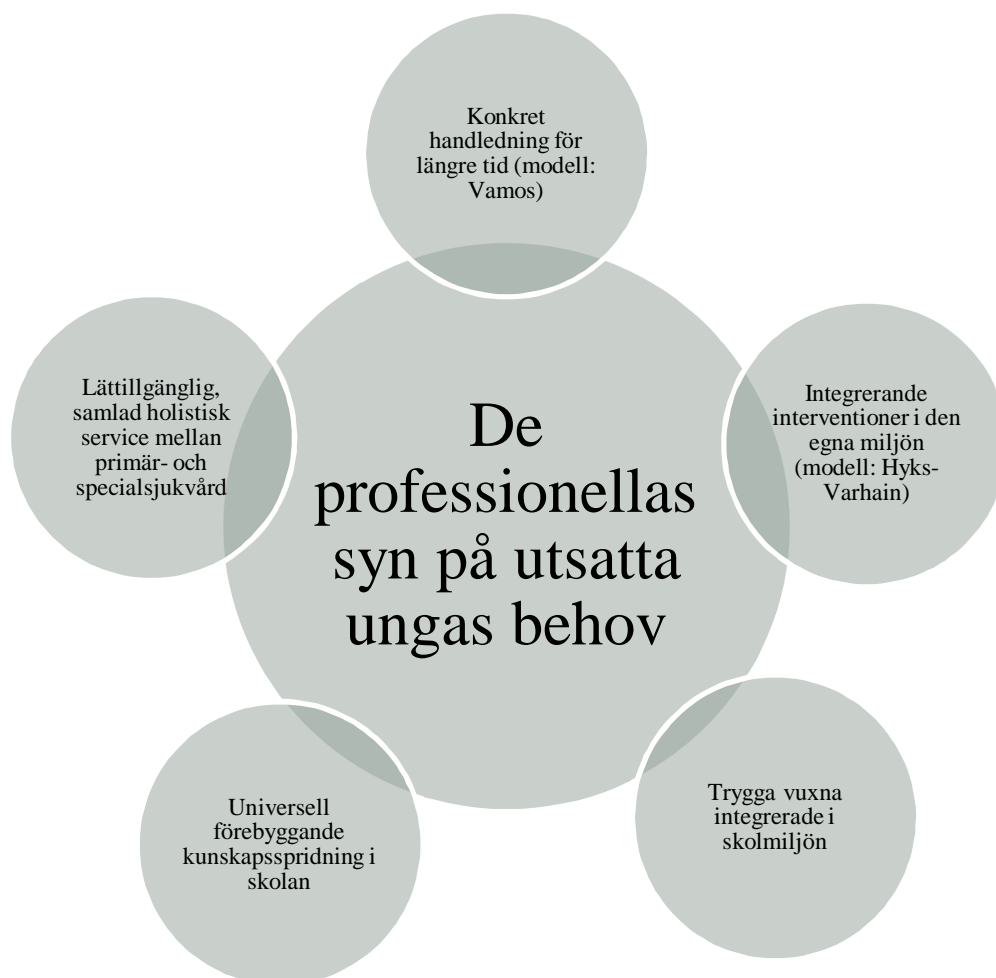 Konkret
handledning för
längre tid (modell:
Vamos)
Integrerande
interventioner i den
egna miljön
(modell: Hyks-
Varhain)
Trygga vuxna
integrerade i
skolmiljön
Universell
förebyggande
kunskapsspridning i
skolan
Lättillgänglig,
samlad holistisk
service mellan
primär- och
specialsjukvård
De
professionellas
syn på utsatta
ungas behov